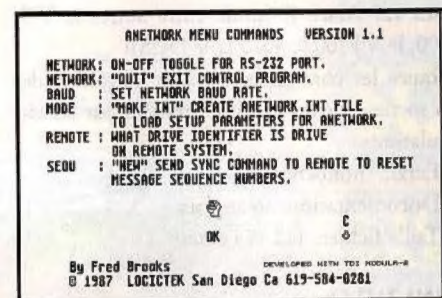 ANETWORK MENU COMMANDS VERSION 1.1
NETWORK: ON-OFF TOGGLE FOR RS-232 PORT.
NETWORK: "QUIT" EXIT CONTROL PROGRAM.
BAUD SET NETWORK BAUD RATE.
MODE "MAKE INT" CREATE ANETWORK.INT FILE
TO LOAD SETUP PARAMETERS FOR ANETWORK.
REMOTE : WHAT DRIVE IDENTIFIER IS DRIVE
ON REMOTE SYSTEM.
SEQU : "NEW" SEND SYNC COMMAND TO REMOTE TO RESET
MESSAGE SEQUENCE NUMBERS.
C
OK
By Fred Brooks DEVELOPED WITH TDI MODULA-2
© 1987 LOGICTEK San Diego Ca 619-584-0281